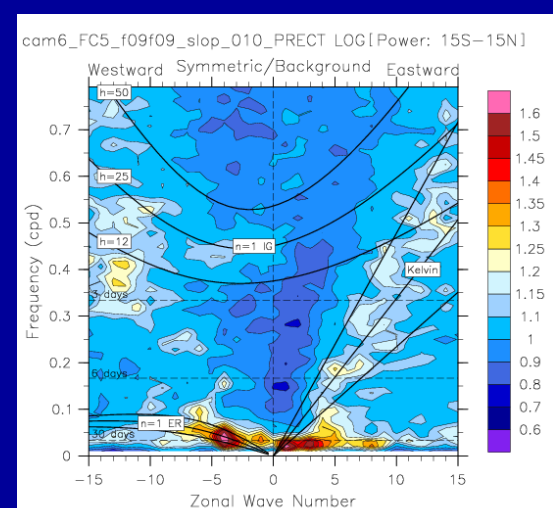 cam6_FC5_f09f09_slop_010_PRECT LOG[Power: 15S-15N]
Westward Symmetric/Background Eastward
h=50
h=25
h=12
n=1 IG
Kelvin
3 days
6 days
30 days
n=1 ER
0.7
0.6
0.5
0.4
0.3
0.2
0.1
0
Frequency (cpd)
-15 -10 -5 0 5 10 15
Zonal Wave Number
1.6
1.45
1.4
1.35
1.3
1.25
1.2
1.15
1.1
1
0.9
0.8
0.7
0.6